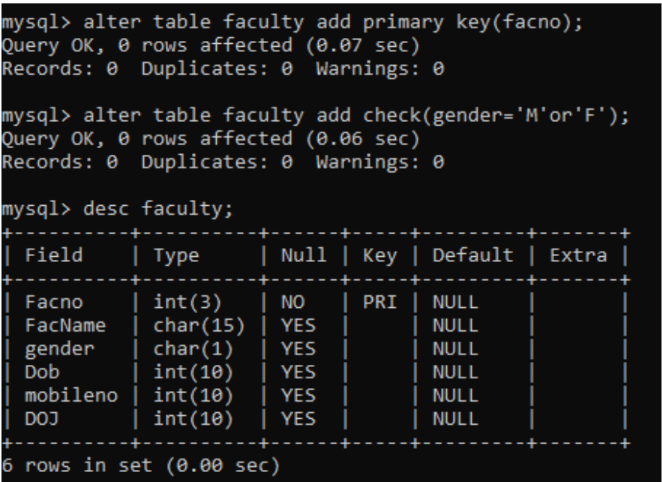 mysql> alter table faculty add primary key(facno);
Query OK, 0 rows affected (0.07 sec)
Records: 0  Duplicates: 0  Warnings: 0
mysql> alter table faculty add check(gender='M'or'F');
Query OK, 0 rows affected (0.06 sec)
Records: 0  Duplicates: 0  Warnings: 0
mysql> desc faculty;
+----------+----------+------+-----+---------+-------+
| Field    | Type     | Null | Key | Default | Extra |
+----------+----------+------+-----+---------+-------+
| Facno    | int(3)   | NO   | PRI | NULL    |       |
| FacName  | char(15) | YES  |     | NULL    |       |
| gender   | char(1)  | YES  |     | NULL    |       |
| Dob      | int(10)  | YES  |     | NULL    |       |
| mobileno | int(10)  | YES  |     | NULL    |       |
| DOJ      | int(10)  | YES  |     | NULL    |       |
+----------+----------+------+-----+---------+-------+
6 rows in set (0.00 sec)